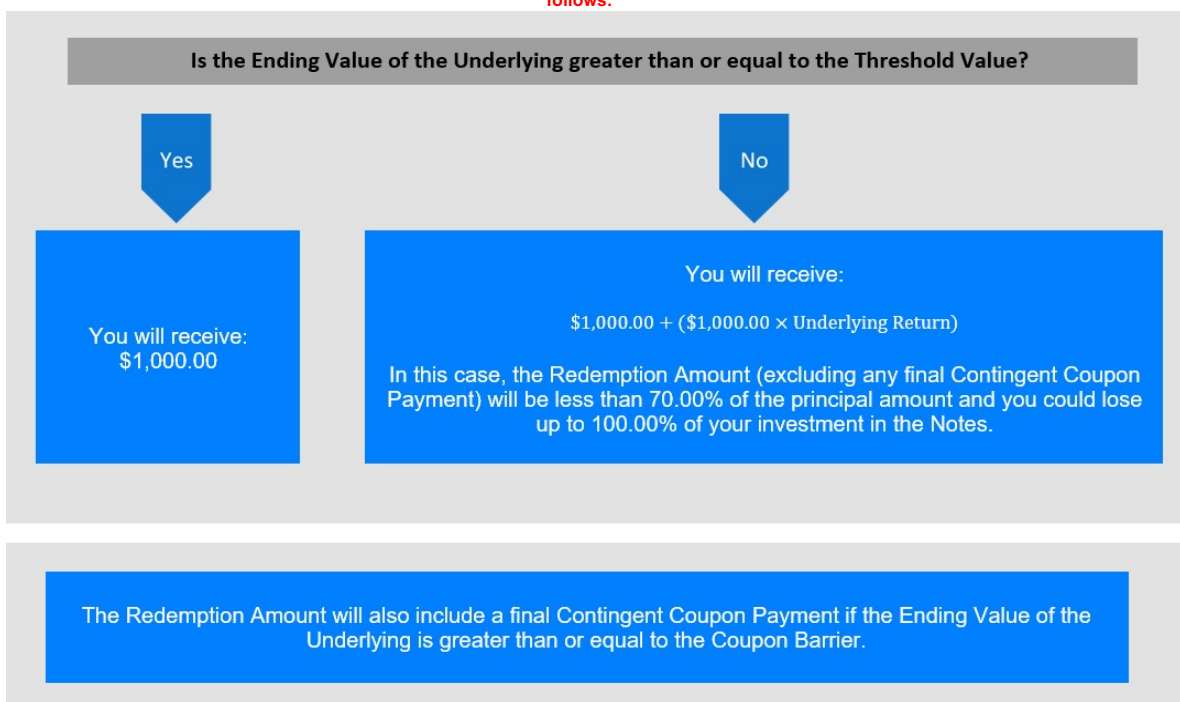 follows:
Is the Ending Value of the Underlying greater than or equal to the Threshold Value?
Yes
No
You will receive:
$1,000.00
You will receive:
$1,000.00 + ($1,000.00 × Underlying Return)
In this case, the Redemption Amount (excluding any final Contingent Coupon
Payment) will be less than 70.00% of the principal amount and you could lose
up to 100.00% of your investment in the Notes.
The Redemption Amount will also include a final Contingent Coupon Payment if the Ending Value of the
Underlying is greater than or equal to the Coupon Barrier.